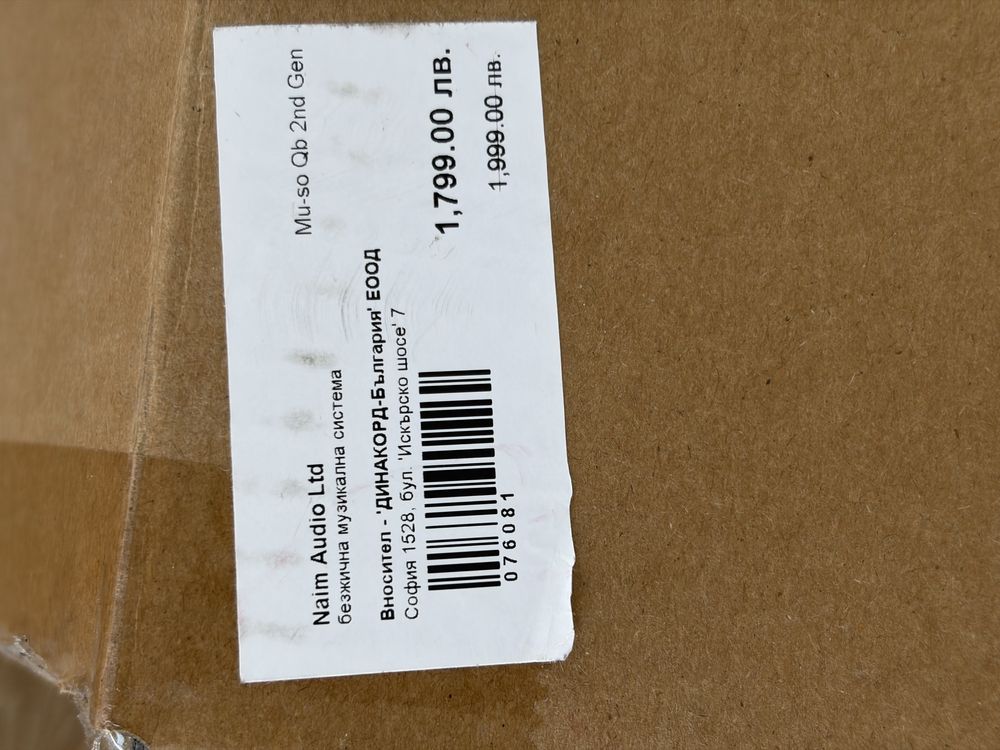 Naim Audio Ltd
безжична музикална система
Mu-so Qb 2nd Gen
Вносител - 'ДИНАКОРД-България' ЕООД
София 1528, бул. 'Искърско шосе' 7
1,799.00 лв.
1,999.00 лв.
076081